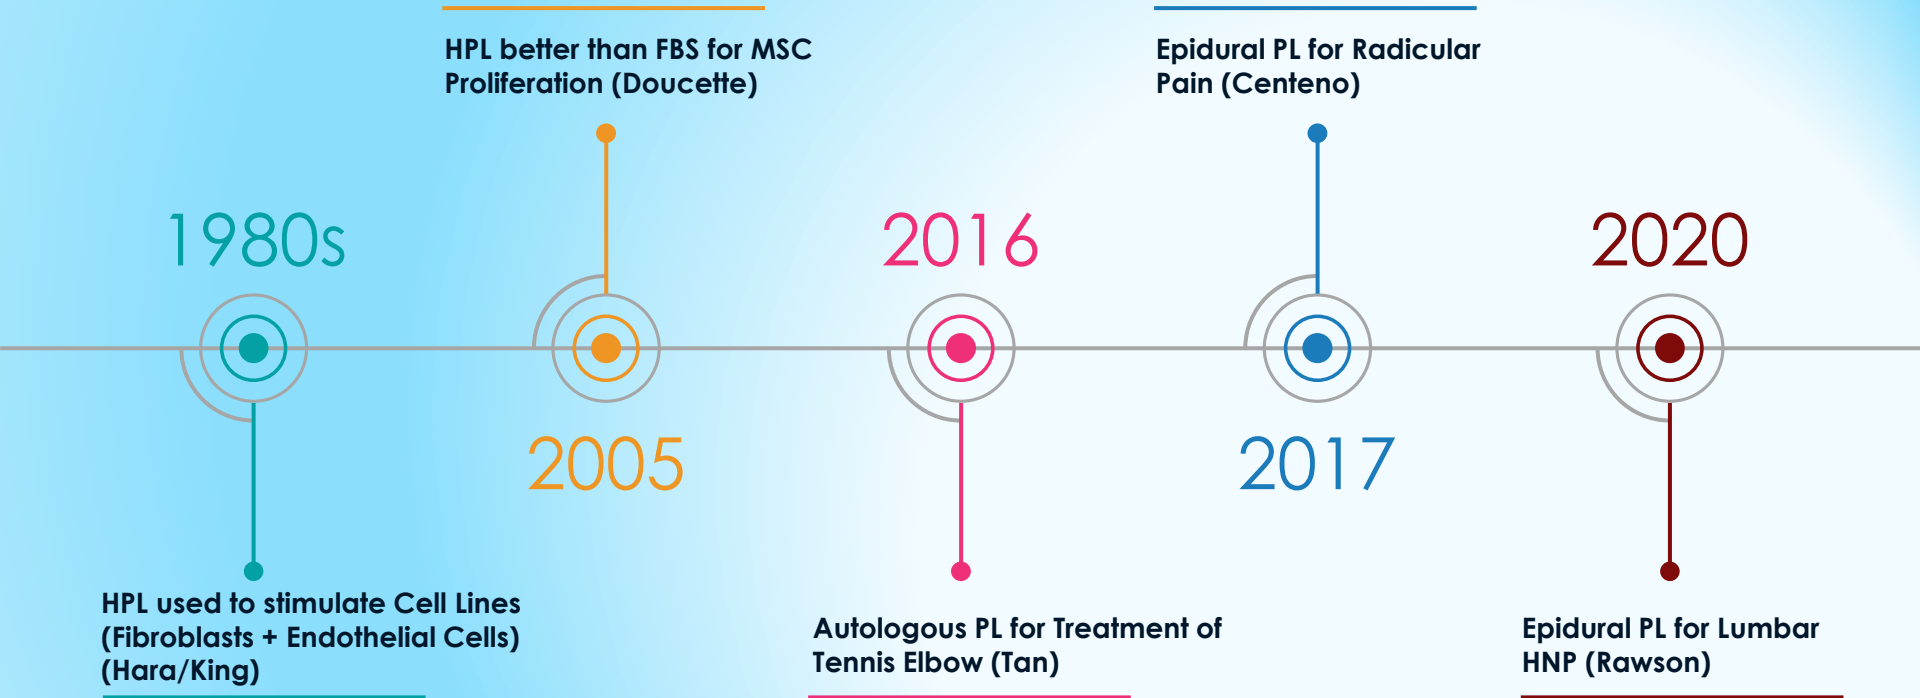 1980s
HPL used to stimulate Cell Lines
(Fibroblasts + Endothelial Cells)
(Hara/King)
HPL better than FBS for MSC
Proliferation (Doucette)
2005
2016
Autologous PL for Treatment of
Tennis Elbow (Tan)
Epidural PL for Radicular
Pain (Centeno)
2017
2020
Epidural PL for Lumbar
HNP (Rawson)